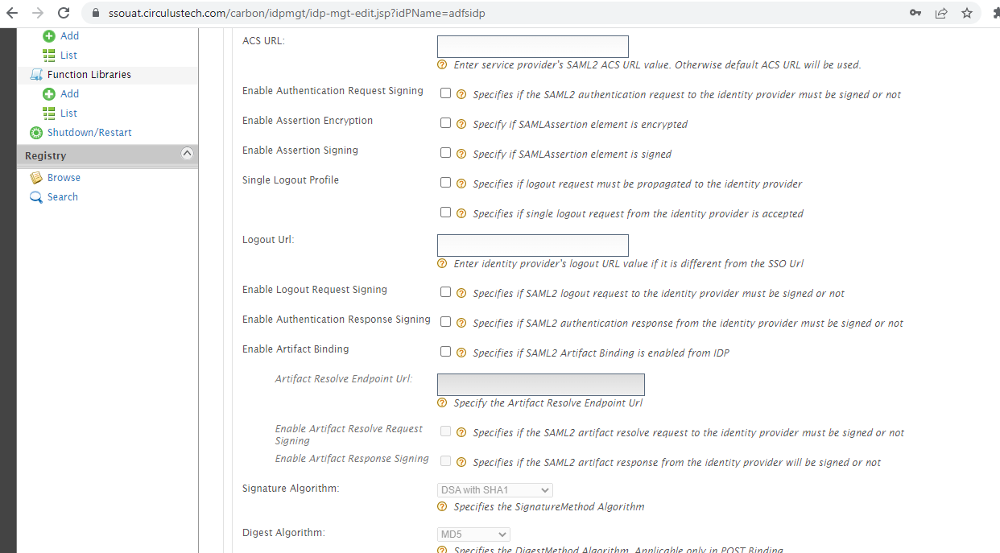 ssouat.circulustech.com/carbon/idpmgt/idp-mgt-edit.jsp?idPName=adfsidp
Add
List
Function Libraries
Add
List
Shutdown/Restart
Registry
Browse
Search
ACS URL:
Enter service provider's SAML2 ACS URL value. Otherwise default ACS URL will be used.
Enable Authentication Request Signing
Specifies if the SAML2 authentication request to the identity provider must be signed or not
Enable Assertion Encryption
Specify if SAMLAssertion element is encrypted
Enable Assertion Signing
Specify if SAMLAssertion element is signed
Single Logout Profile
Specifies if logout request must be propagated to the identity provider
Specifies if single logout request from the identity provider is accepted
Logout Url:
Enter identity provider's logout URL value if it is different from the SSO Url
Enable Logout Request Signing
Specifies if SAML2 logout request to the identity provider must be signed or not
Enable Authentication Response Signing
Specifies if SAML2 authentication response from the identity provider must be signed or not
Enable Artifact Binding
Specifies if SAML2 Artifact Binding is enabled from IDP
Artifact Resolve Endpoint Url:
Specify the Artifact Resolve Endpoint Url
Enable Artifact Resolve Request
Signing
Specifies if the SAML2 artifact resolve request to the identity provider must be signed or not
Enable Artifact Response Signing
Specifies if the SAML2 artifact response from the identity provider will be signed or not
Signature Algorithm:
DSA with SHA1
Specifies the SignatureMethod Algorithm
Digest Algorithm:
MD5
Specifies the DigestMethod Algorithm. Applicable only in POST Binding